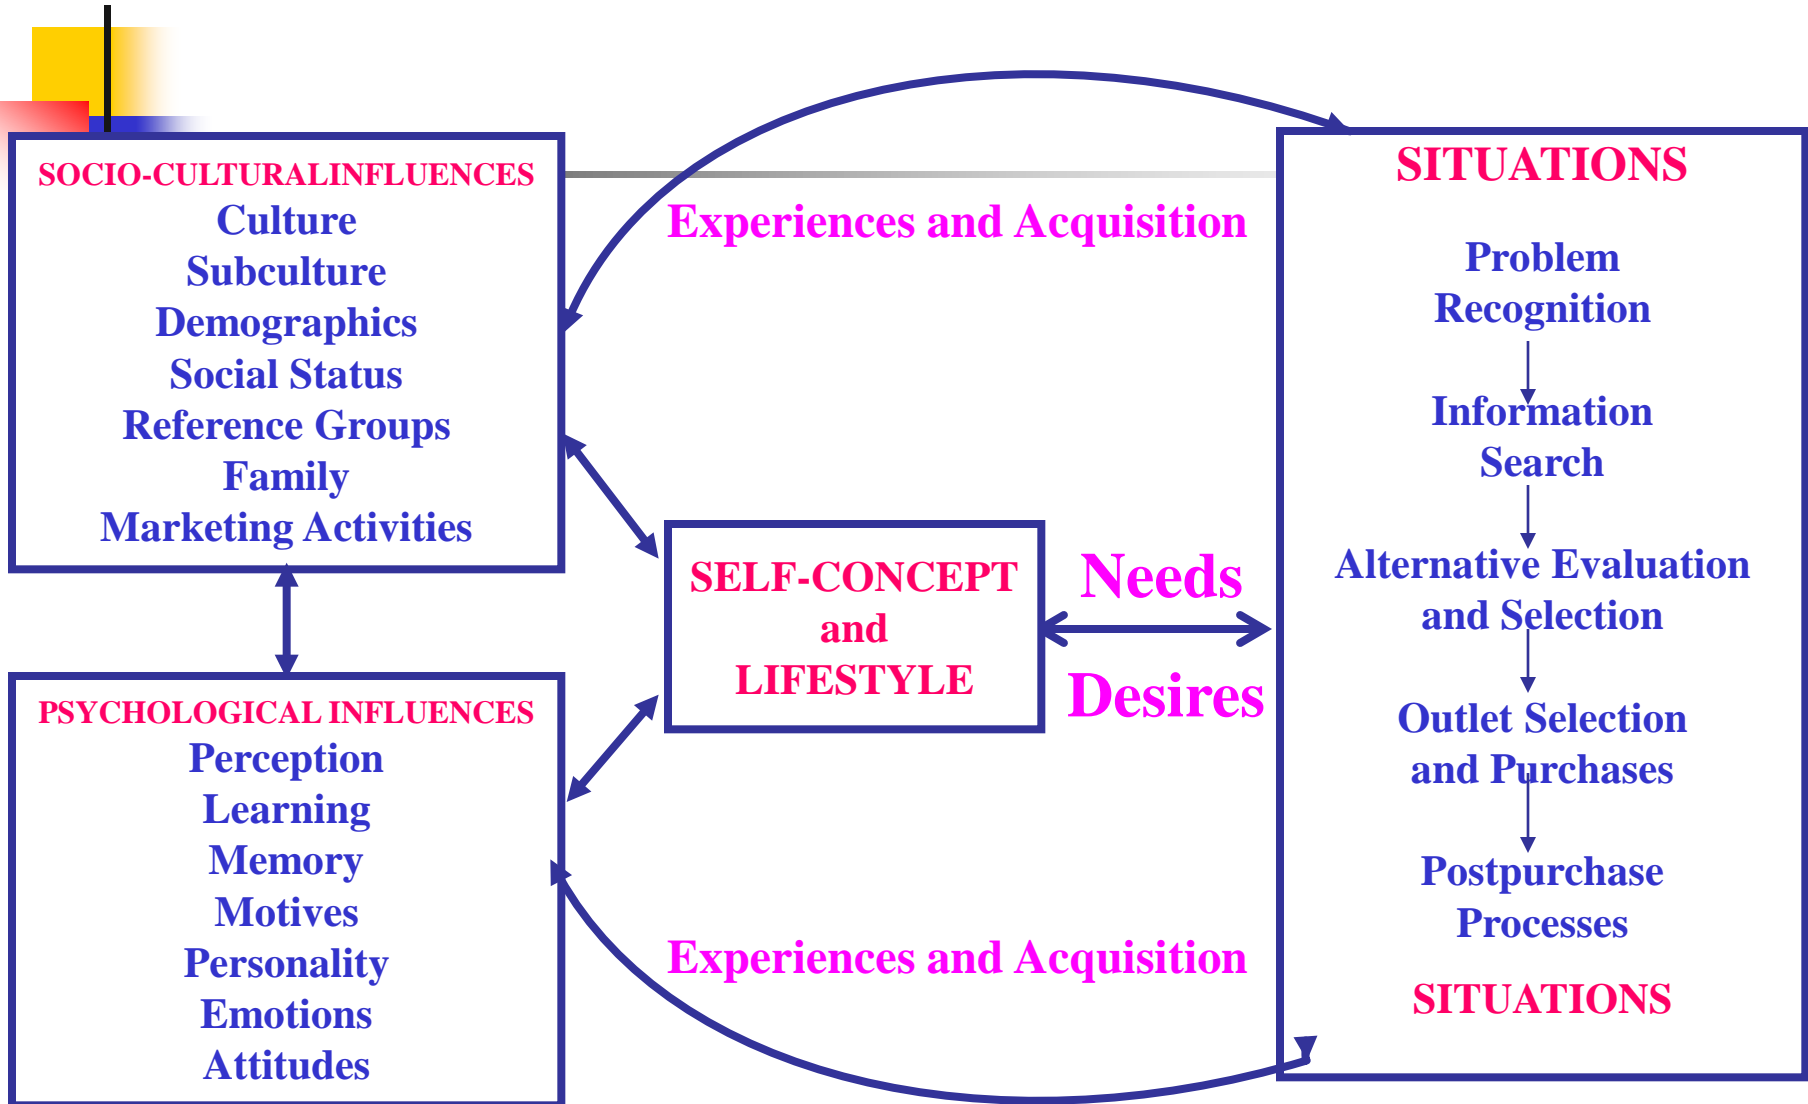 SOCIO-CULTURALINFLUENCES
Culture
Subculture
Demographics
Social Status
Reference Groups
Family
Marketing Activities
PSYCHOLOGICAL INFLUENCES
Perception
Learning
Memory
Motives
Personality
Emotions
Attitudes
Experiences and Acquisition
SELF-CONCEPT
and
LIFESTYLE
Needs
Desires
Experiences and Acquisition
SITUATIONS
Problem
Recognition
Information
Search
Alternative Evaluation
and Selection
Outlet Selection
and Purchases
Postpurchase
Processes
SITUATIONS